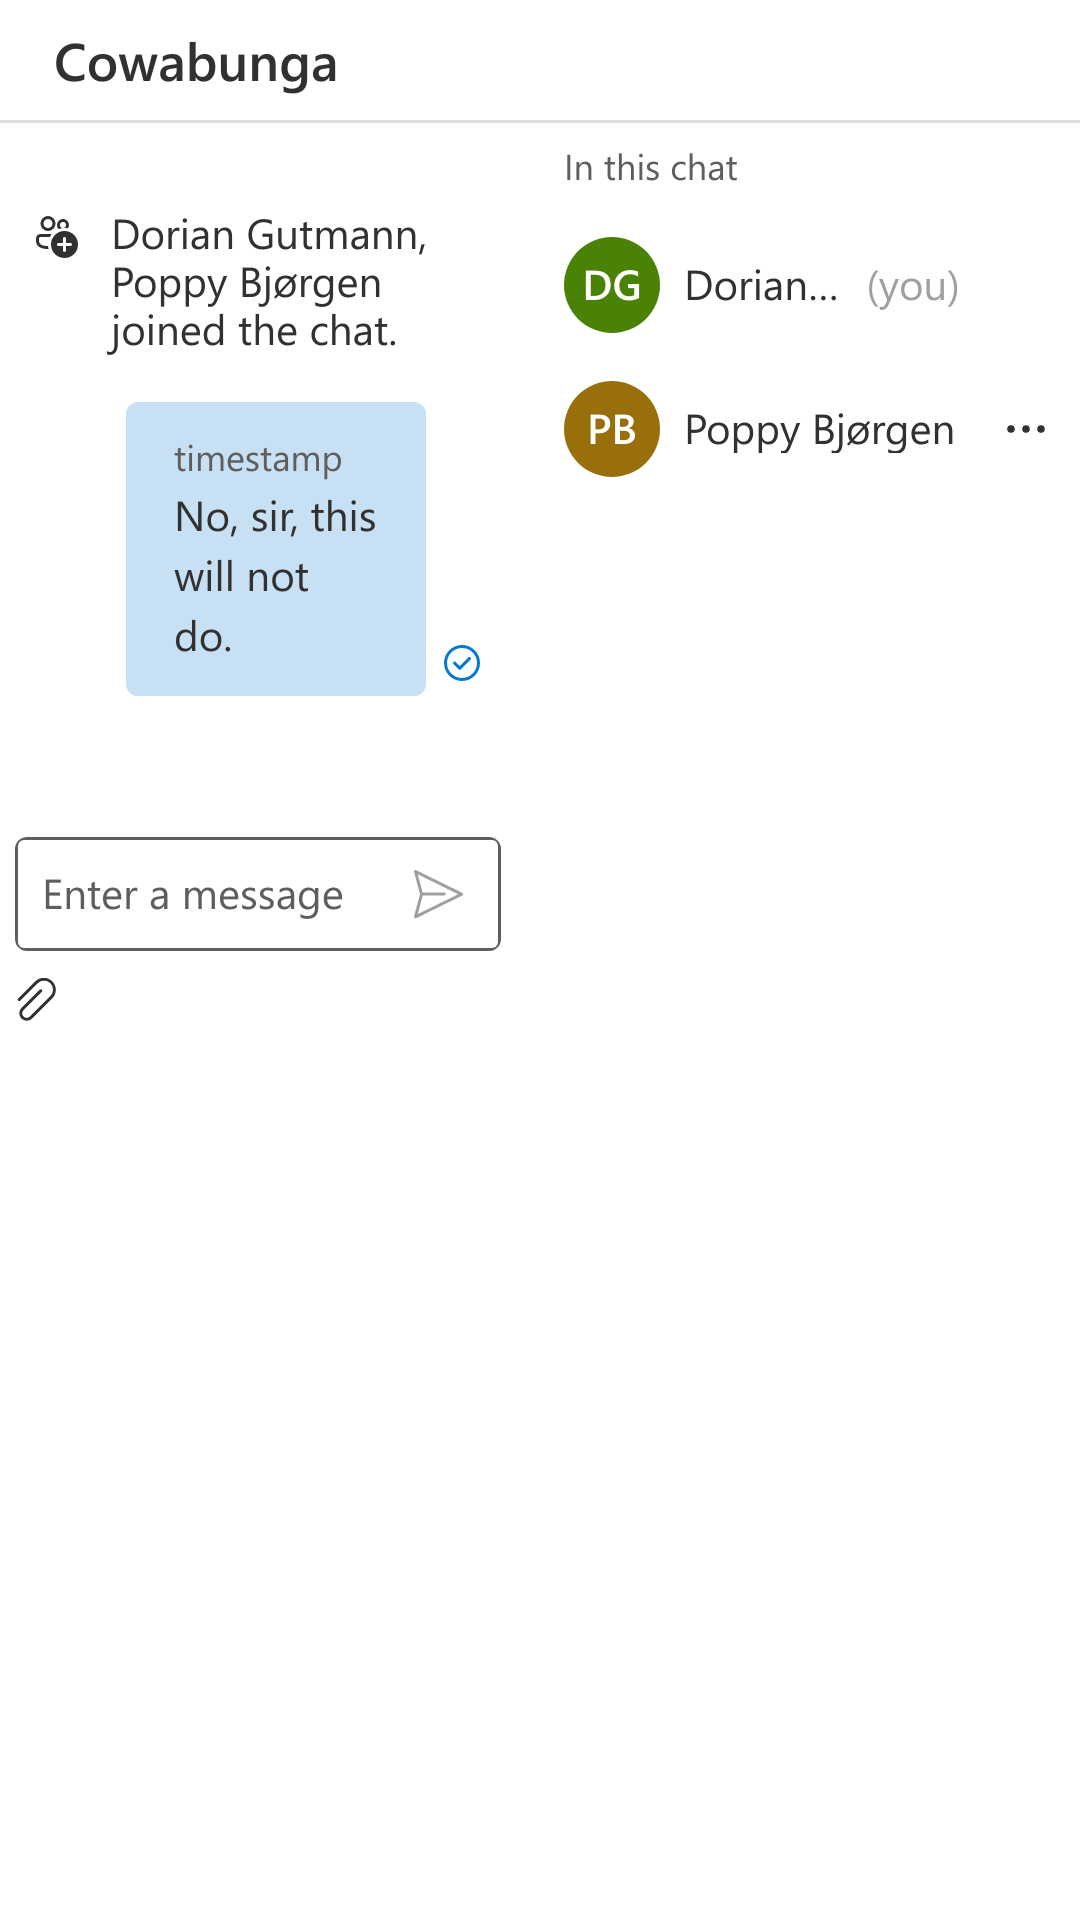 Cowabunga
Dorian Gutmann,
Poppy Bjørgen
joined the chat.
timestamp
No, sir, this
will not
do.
Enter a message
In this chat
DG Dorian... (you)
PB Poppy Bjørgen